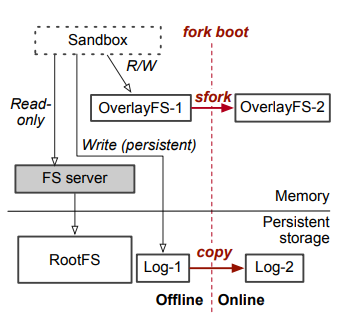 fork boot
Sandbox
R/W
Read-
only
OverlayFS-1
sfork
OverlayFS-2
Write (persistent)
FS server
Memory
Persistent
storage
RootFS
Log-1
copy
Log-2
Offline
Online